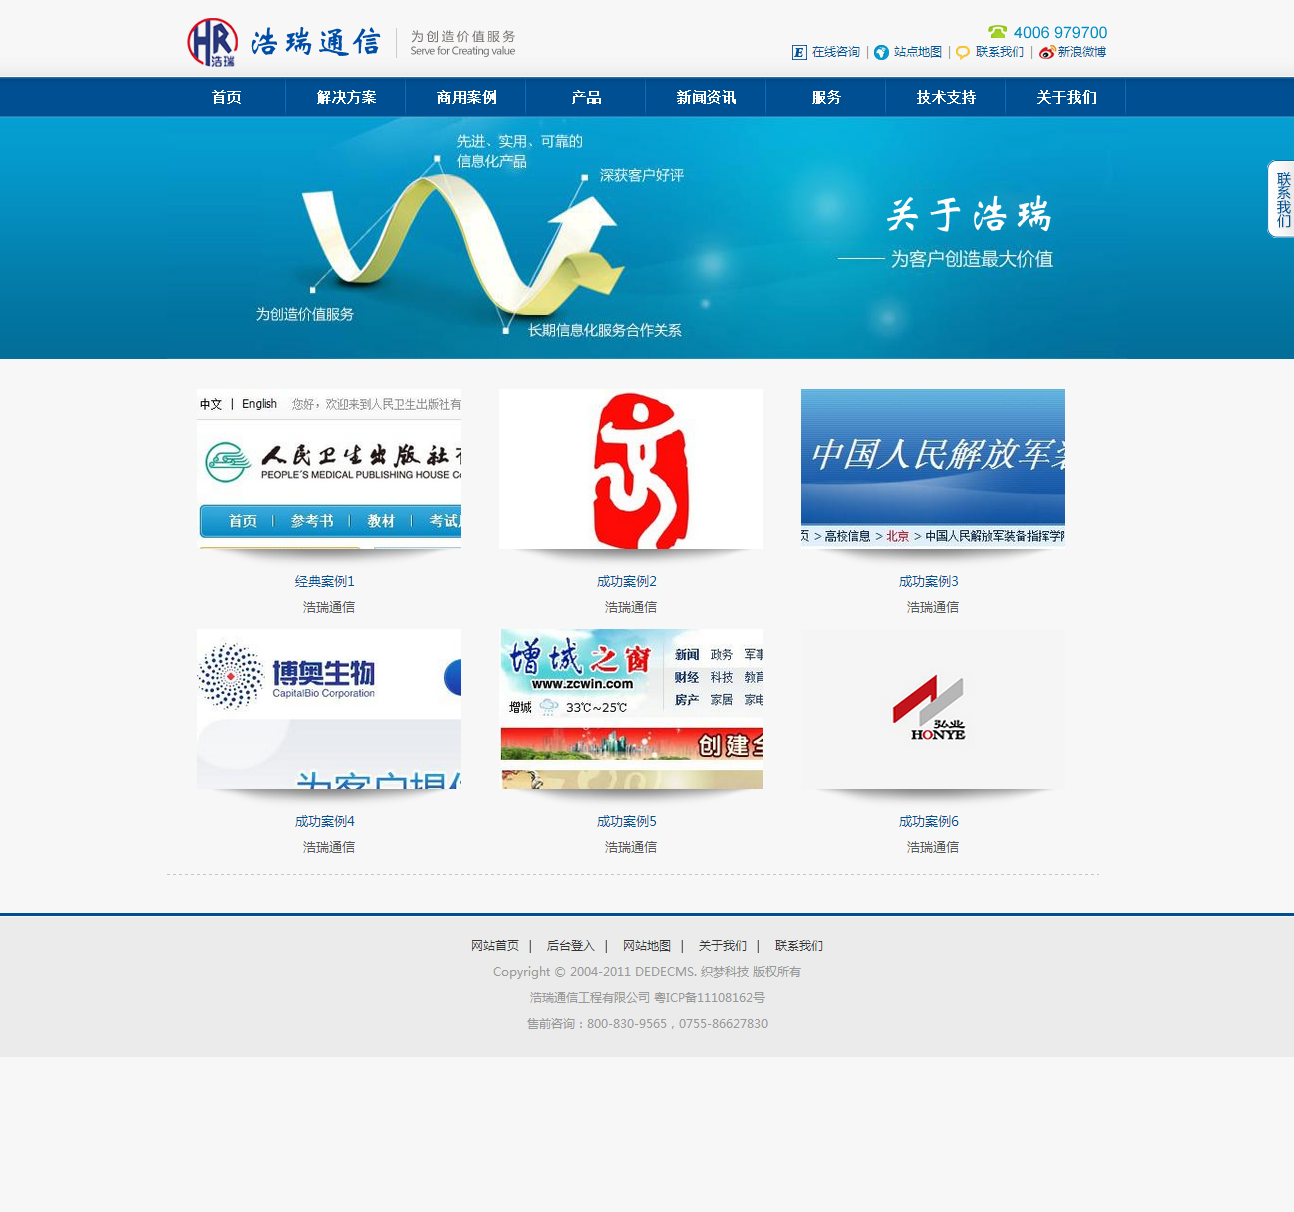 HR
浩瑞
浩瑞通信
为创造价值服务
Serve for Creating value
4006 979700
在线咨询 | 站点地图 | 联系我们 | 新浪微博
首页 解决方案 商用案例 产品 新闻资讯 服务 技术支持 关于我们
先进、实用、可靠的
信息化产品
深获客户好评
关于浩瑞
为客户创造最大价值
为创造价值服务
长期信息化服务合作关系
联系我们
中文 | English 您好，欢迎来到人民卫生出版社有
人民卫生出版社有
PEOPLE'S MEDICAL PUBLISHING HOUSE Co
首页 | 参考书 | 教材 | 考试
中国人民解放军装
页 > 高校信息 > 北京 > 中国人民解放军装备指挥学院
经典案例1
浩瑞通信
成功案例2
浩瑞通信
成功案例3
浩瑞通信
博奥生物
CapitalBio Corporation
为客户提供
增城之窗
www.zcwin.com
增城 33℃~25℃
新闻 政务 军事
财经 科技 教育
房产 家居 家电
创建全
弘业
HONYE
成功案例4
浩瑞通信
成功案例5
浩瑞通信
成功案例6
浩瑞通信
网站首页 | 后台登入 | 网站地图 | 关于我们 | 联系我们
Copyright © 2004-2011 DEDECMS. 织梦科技 版权所有
浩瑞通信工程有限公司 粤ICP备11108162号
售前咨询：800-830-9565，0755-86627830